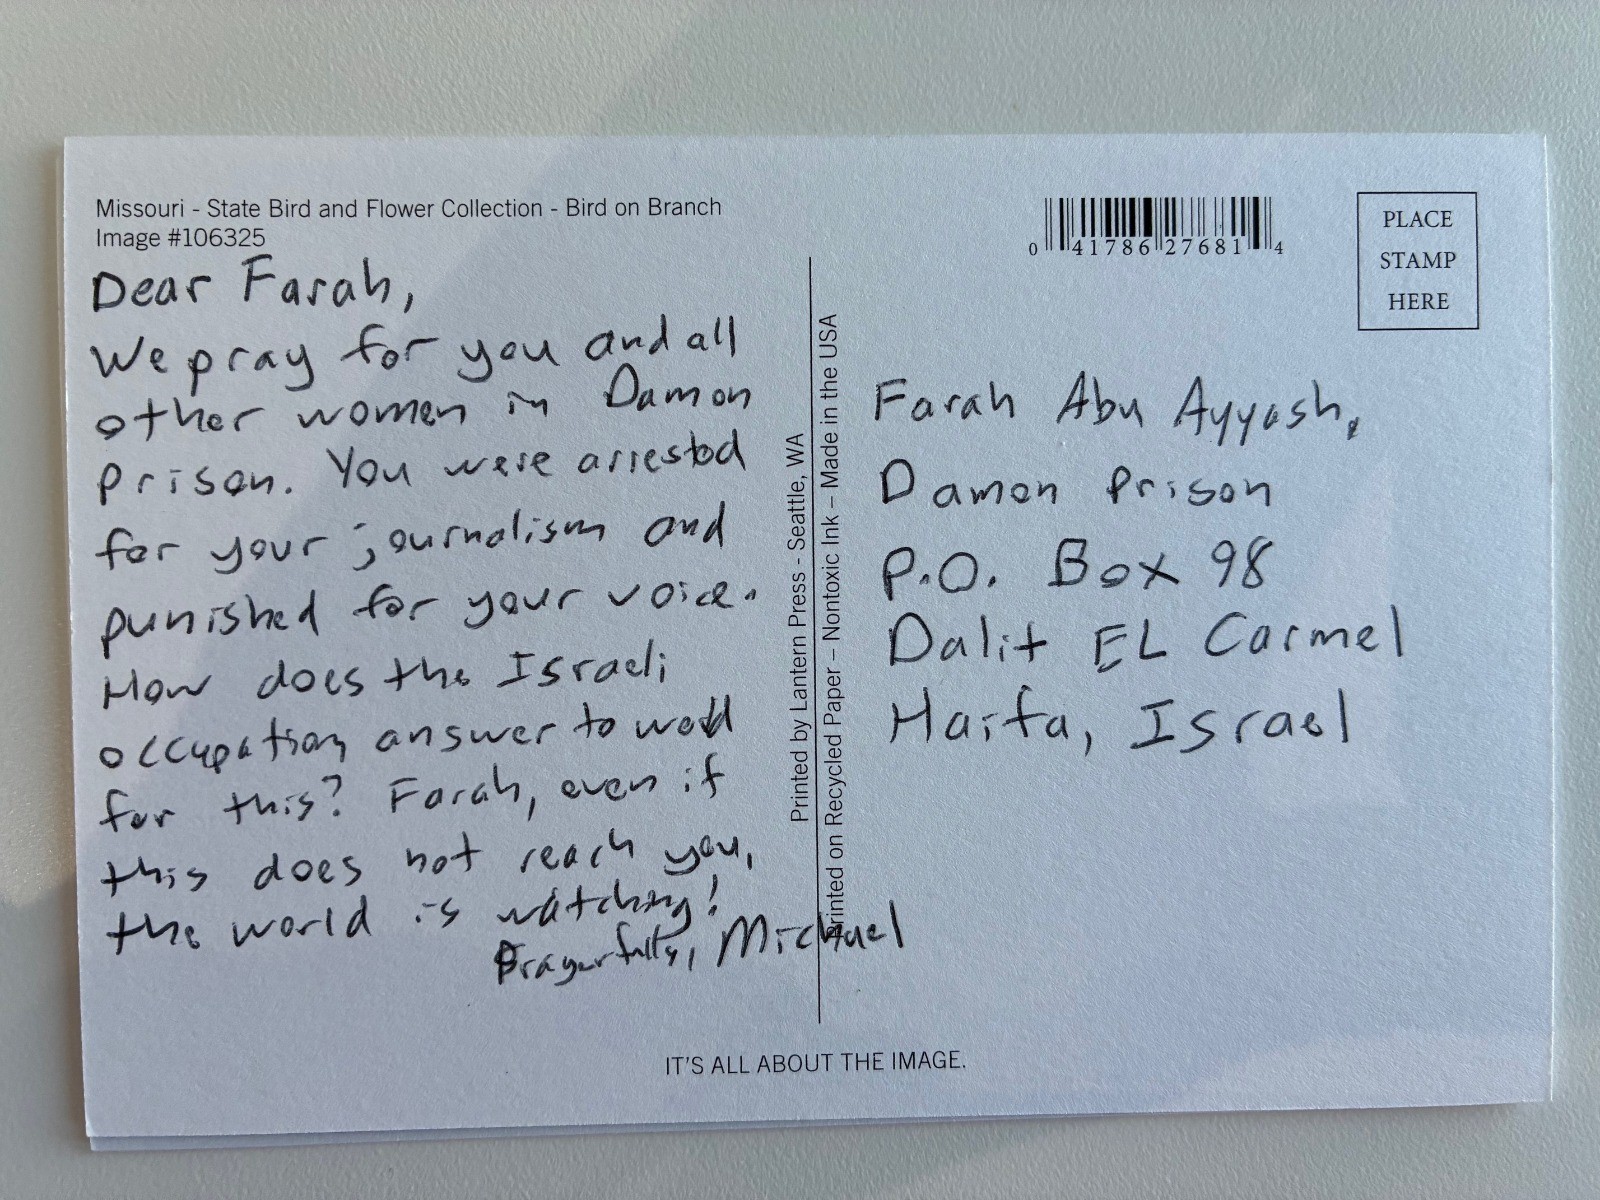 Missouri - State Bird and Flower Collection - Bird on Branch
Image #106325
Dear Farah,
We pray for you and all
other women in Damon
Prison. You were arrested
for your journalism and
punished for your voice.
How does the Israeli
occupation answer to world
for this? Farah, even if
this does not reach you,
the world is watching!
Prayerfully, Michael
Printed by Lantern Press - Seattle, WA
Printed on Recycled Paper – Nontoxic Ink – Made in the USA
0 41786 27681 4
PLACE
STAMP
HERE
Farah Abu Ayyash,
Damon Prison
P.O. Box 98
Dalit EL Carmel
Haifa, Israel
IT'S ALL ABOUT THE IMAGE.